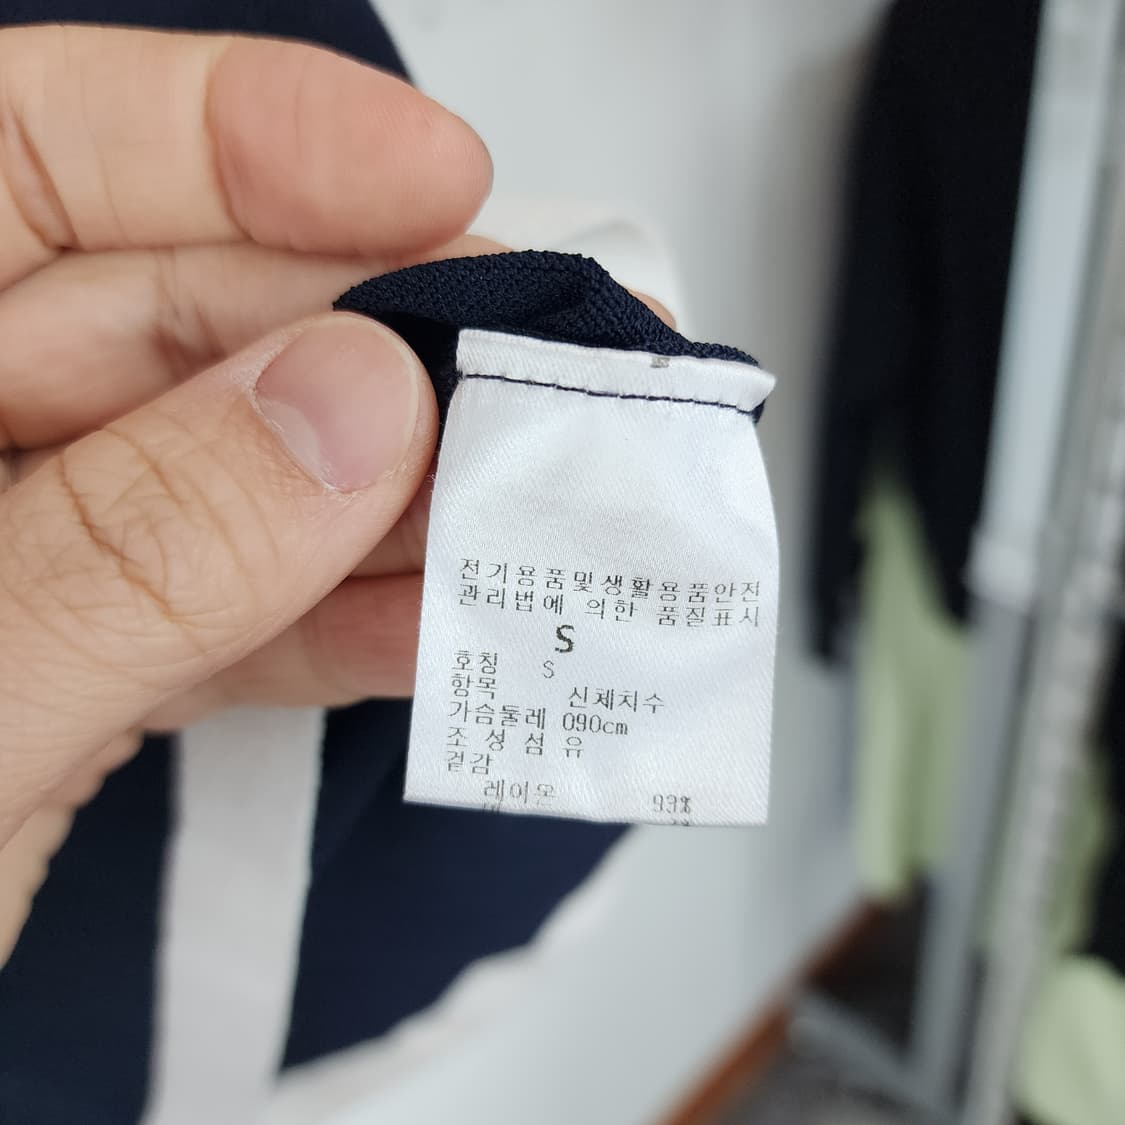 전기용품및생활용품안전
관리법에 의한 품질표시
S
호칭 S
항목 신체치수
가슴둘레 090cm
조성섬유
겉감
레이온 93%